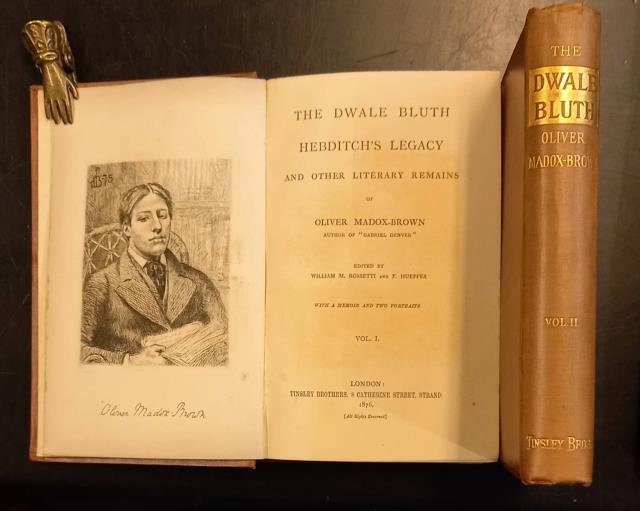 Oliver Madox-Brown
THE DWALE BLUTH
HEBDITCH'S LEGACY
AND OTHER LITERARY REMAINS
OF
OLIVER MADOX-BROWN
AUTHOR OF "GABRIEL DENVER"
EDITED BY
WILLIAM M. ROSSETTI AND F. HUEFFER
WITH A MEMOIR AND TWO PORTRAITS.
VOL. I.
LONDON:
TINSLEY BROTHERS, 8 CATHERINE STREET, STRAND.
1876.
[All Rights Reserved]
THE
DWALE
BLUTH
OLIVER
MADOX-BROWN
VOL II
TINSLEY BROS.